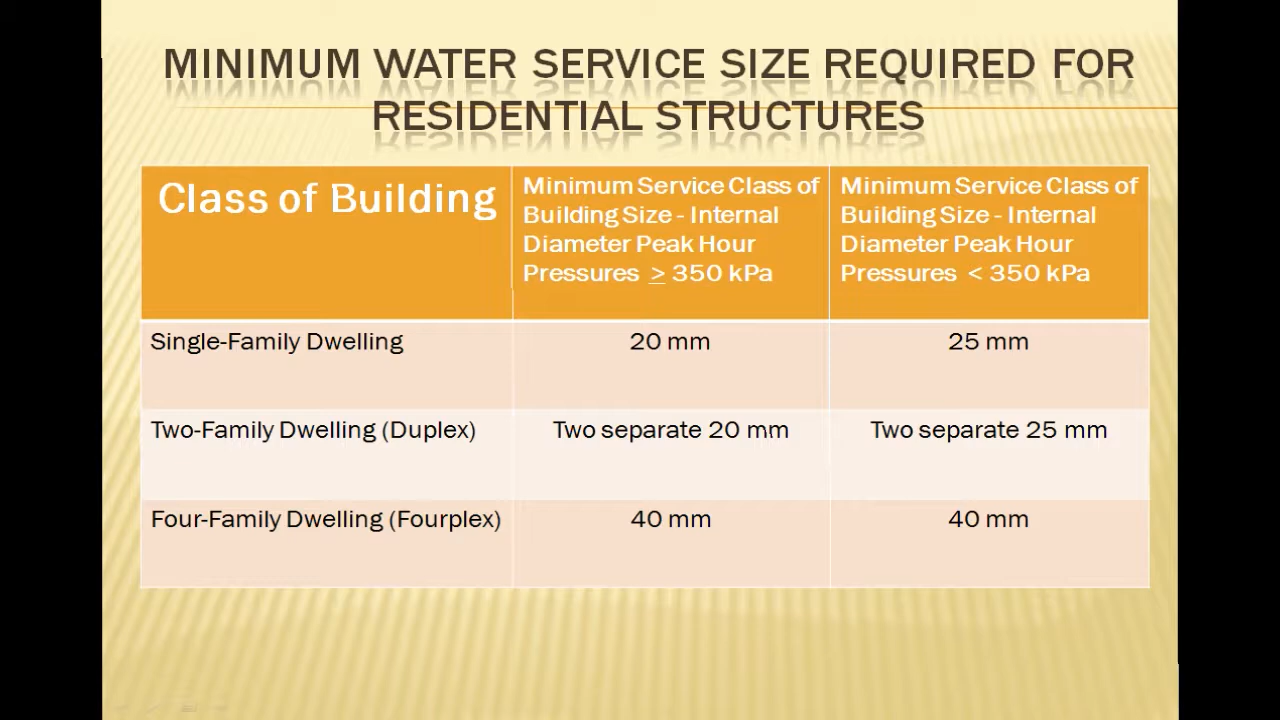 MINIMUM WATER SERVICE SIZE REQUIRED FOR
RESIDENTIAL STRUCTURES
Class of Building
Minimum Service Class of
Building Size - Internal
Diameter Peak Hour
Pressures ≥ 350 kPa
Minimum Service Class of
Building Size - Internal
Diameter Peak Hour
Pressures < 350 kPa
Single-Family Dwelling
20 mm
25 mm
Two-Family Dwelling (Duplex)
Two separate 20 mm
Two separate 25 mm
Four-Family Dwelling (Fourplex)
40 mm
40 mm